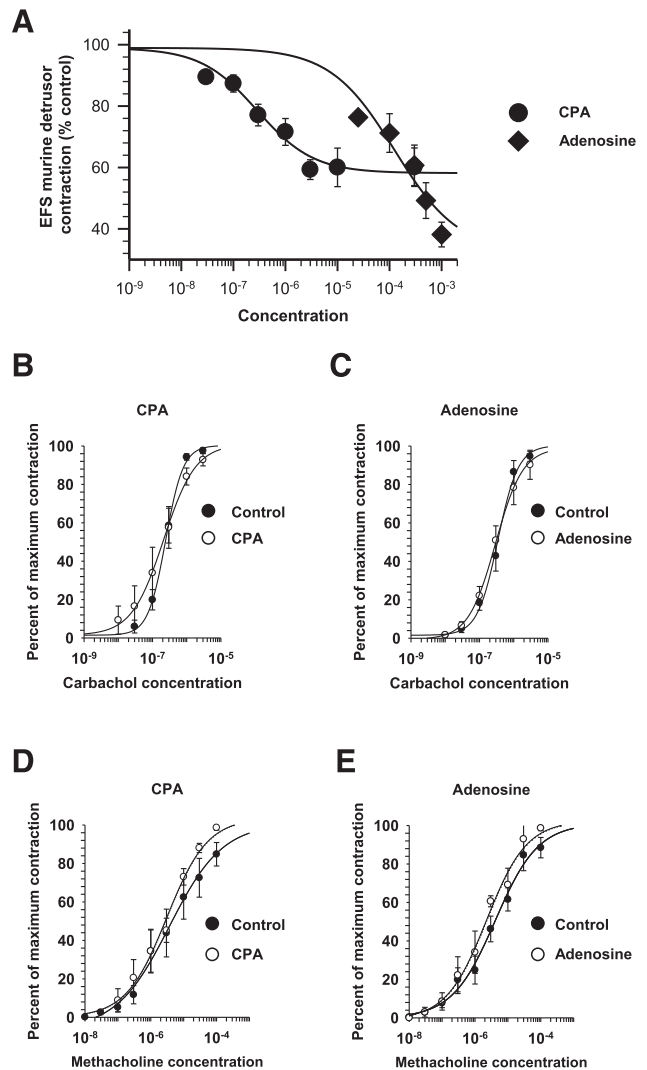 A
EFS murine detrusor
contraction (% control)
100
80
60
40
10-9 10-8 10-7 10-6 10-5 10-4 10-3
Concentration
CPA
Adenosine
B
CPA
Percent of maximum contraction
100
80
60
40
20
0
10-9 10-7 10-5
Carbachol concentration
Control
CPA
C
Adenosine
Percent of maximum contraction
100
80
60
40
20
0
10-9 10-7 10-5
Carbachol concentration
Control
Adenosine
D
CPA
Percent of maximum contraction
100
80
60
40
20
0
10-8 10-6 10-4
Methacholine concentration
Control
CPA
E
Adenosine
Percent of maximum contraction
100
80
60
40
20
0
10-8 10-6 10-4
Methacholine concentration
Control
Adenosine